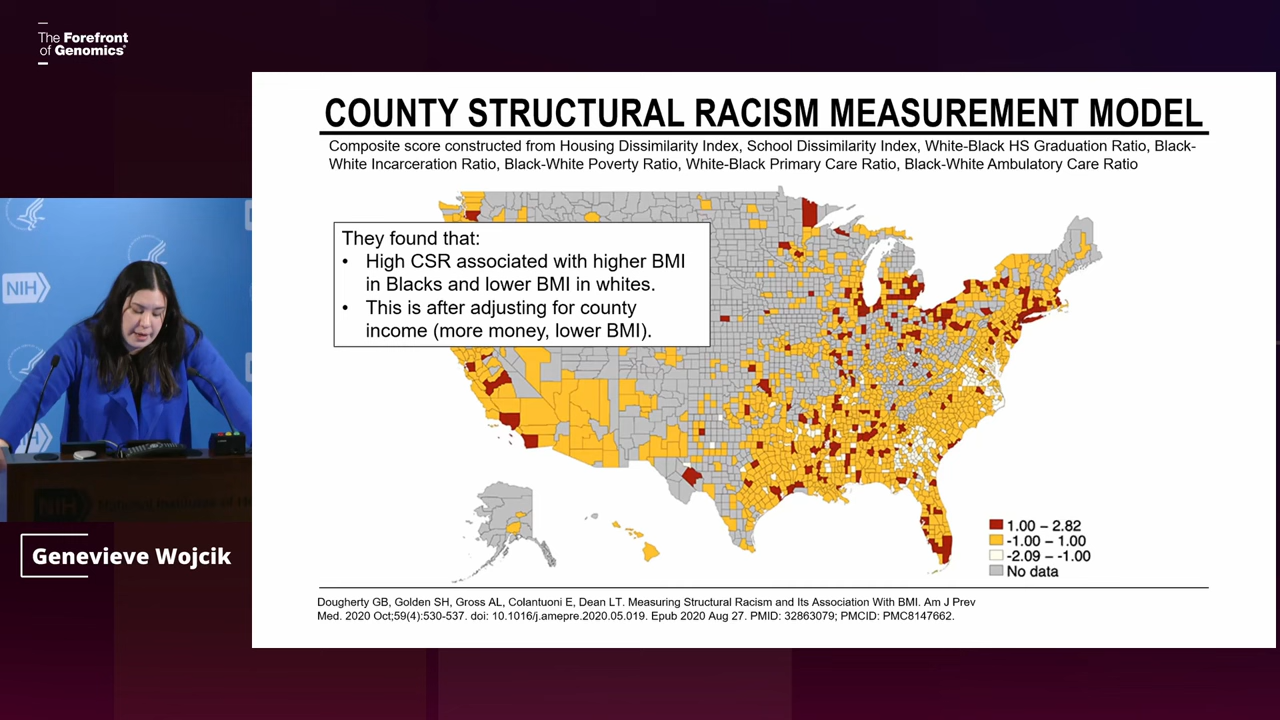 The Forefront
of Genomics®
COUNTY STRUCTURAL RACISM MEASUREMENT MODEL
Composite score constructed from Housing Dissimilarity Index, School Dissimilarity Index, White-Black HS Graduation Ratio, Black-
White Incarceration Ratio, Black-White Poverty Ratio, White-Black Primary Care Ratio, Black-White Ambulatory Care Ratio
They found that:
• High CSR associated with higher BMI
in Blacks and lower BMI in whites.
• This is after adjusting for county
income (more money, lower BMI).
1.00 – 2.82
-1.00 – 1.00
-2.09 – -1.00
No data
Dougherty GB, Golden SH, Gross AL, Colantuoni E, Dean LT. Measuring Structural Racism and Its Association With BMI. Am J Prev
Med. 2020 Oct;59(4):530-537. doi: 10.1016/j.amepre.2020.05.019. Epub 2020 Aug 27. PMID: 32863079; PMCID: PMC8147662.
NIH
NIH
NIH National Institutes of
Genevieve Wojcik